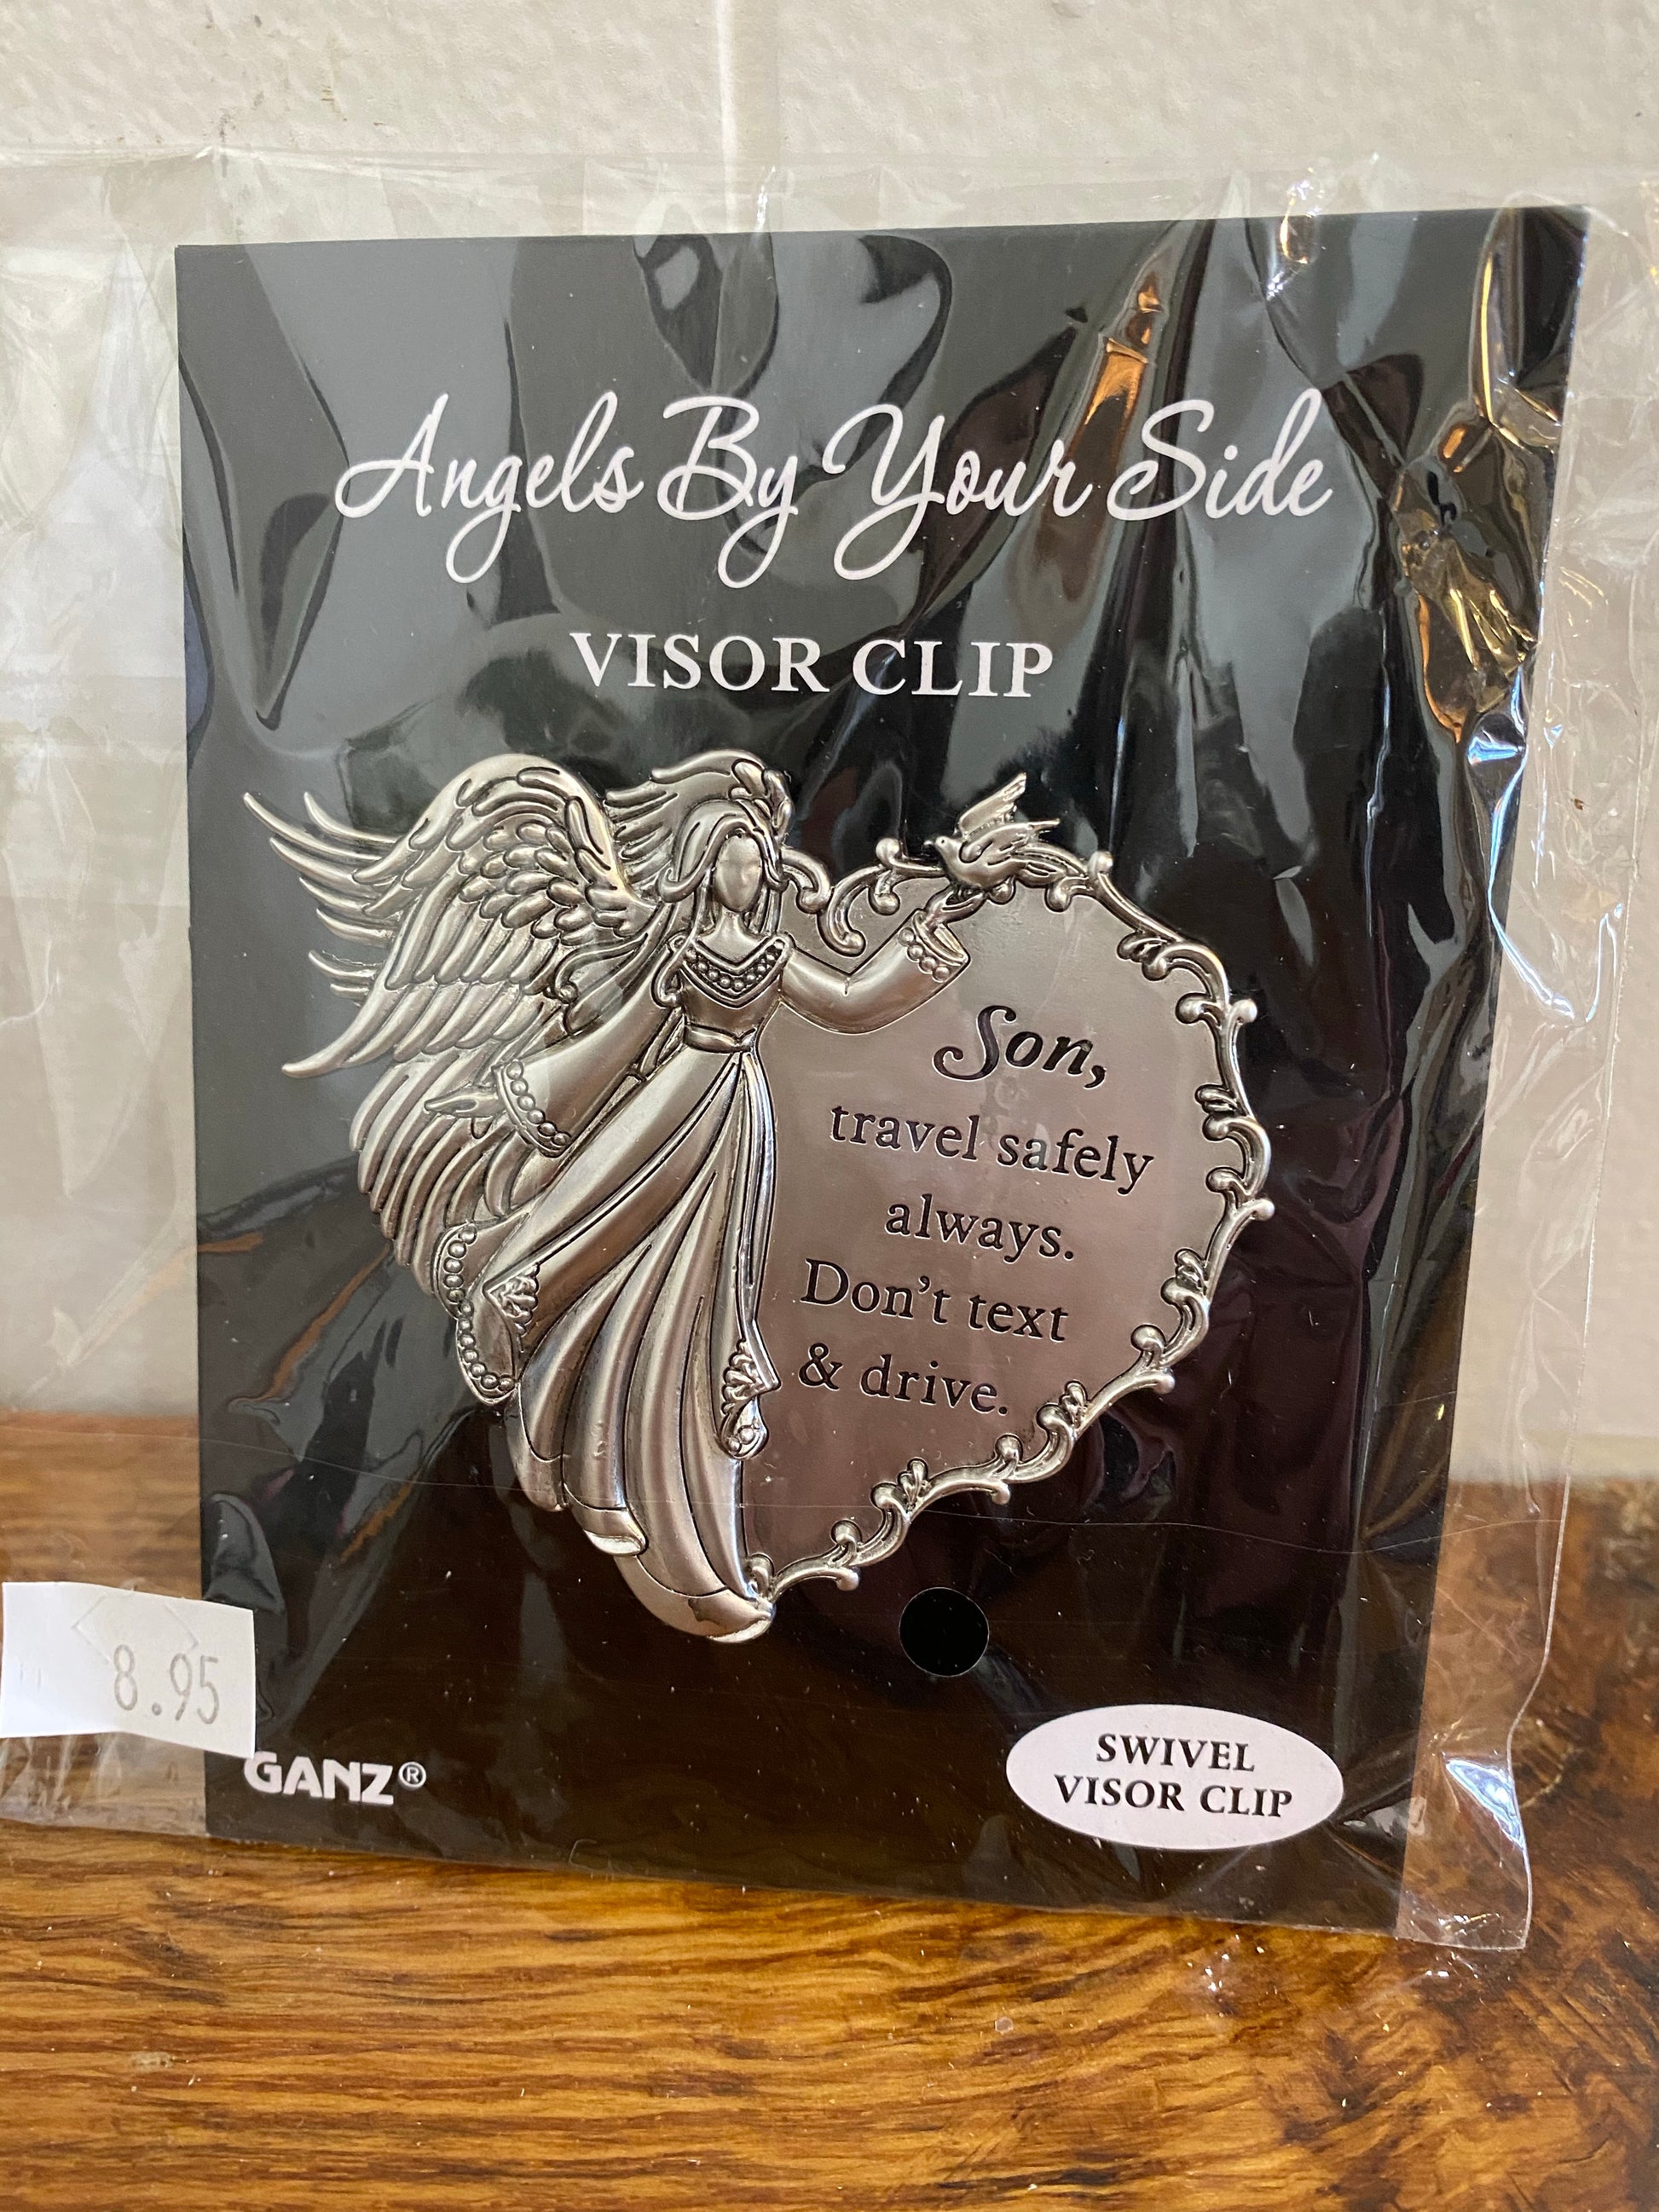 Angels By Your Side
VISOR CLIP
Son,
travel safely
always.
Don't text
& drive.
8.95
GANZ®
SWIVEL
VISOR CLIP